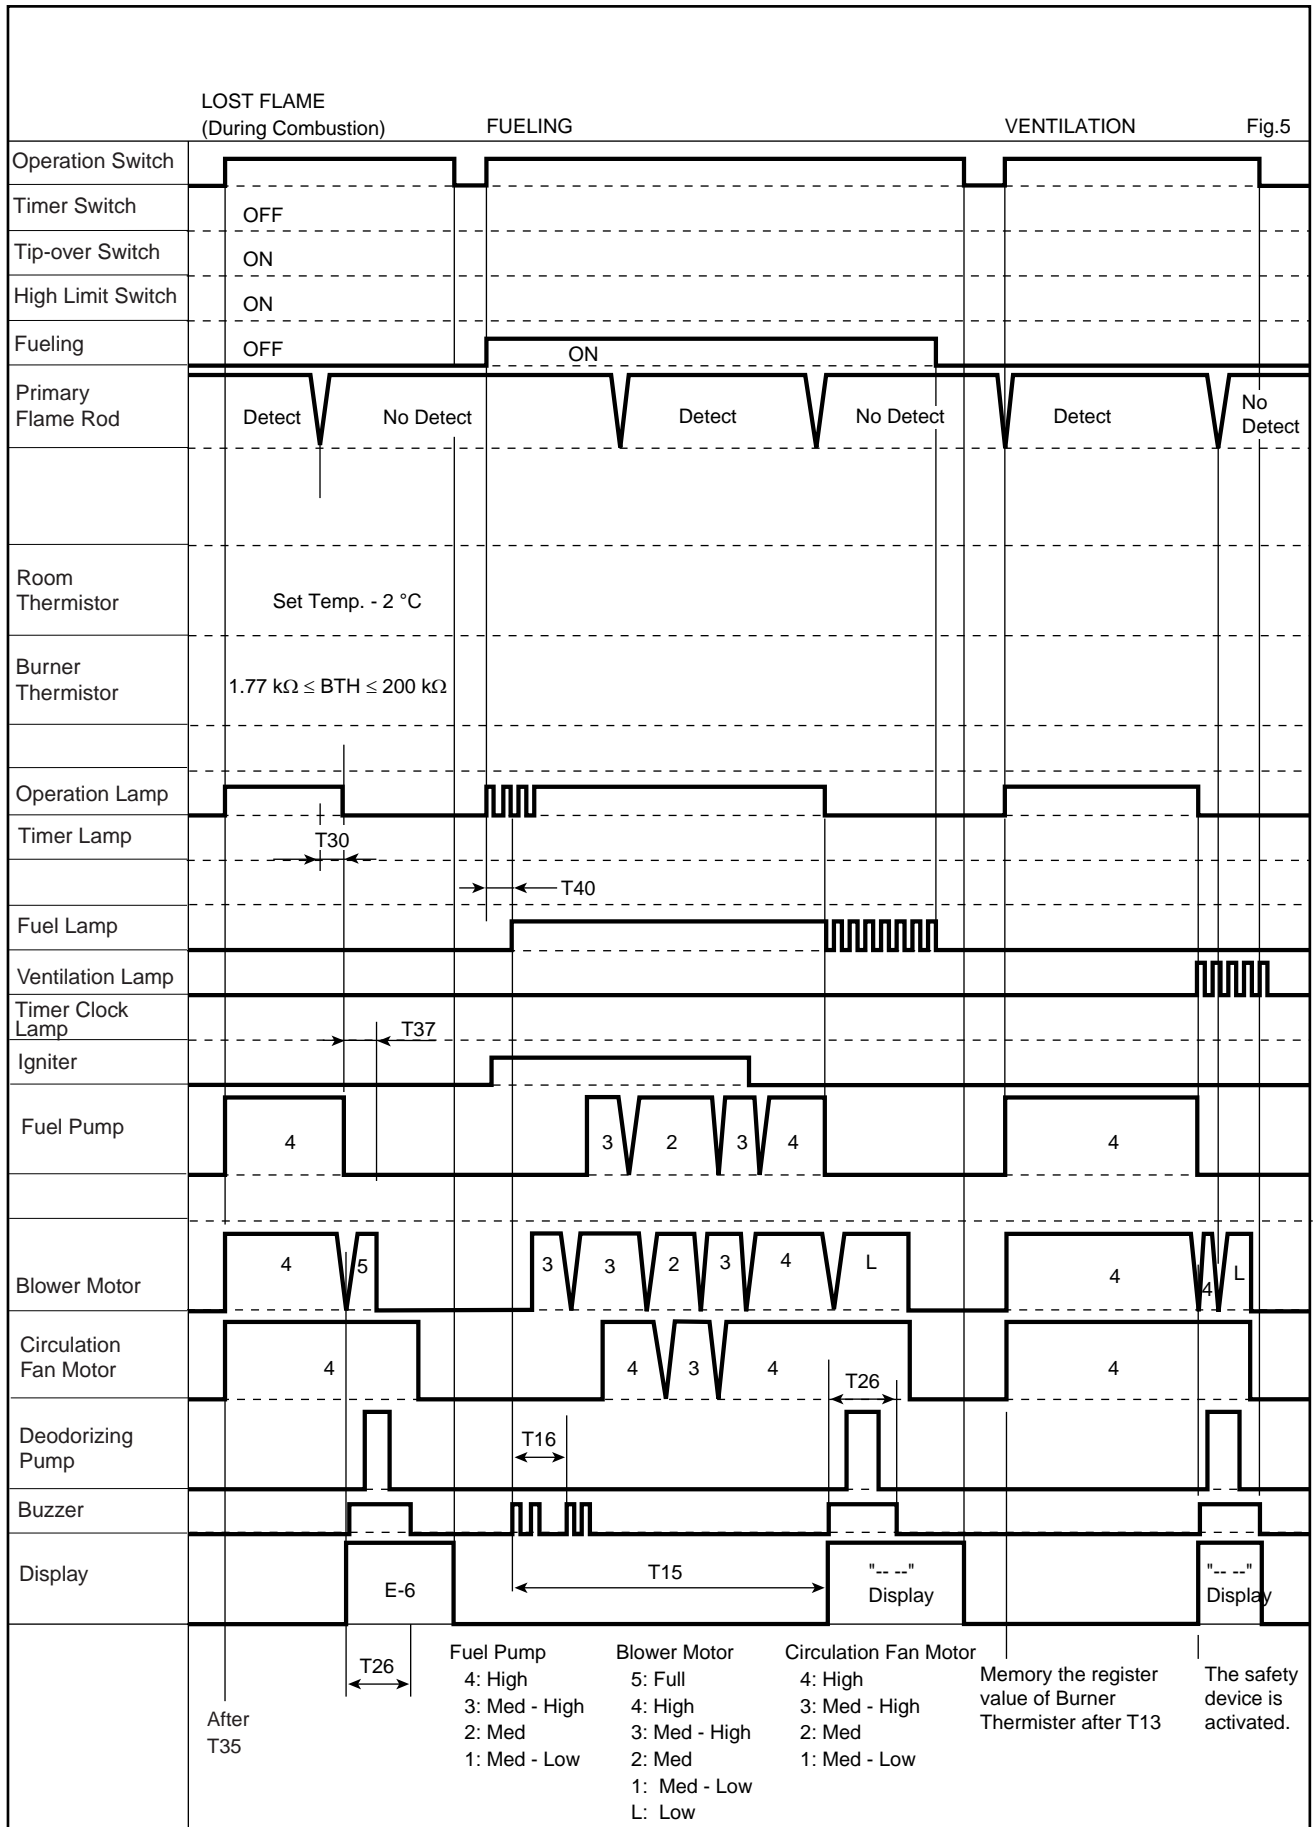 LOST FLAME
(During Combustion)
FUELING
VENTILATION
Fig.5
Operation Switch
Timer Switch
OFF
Tip-over Switch
ON
High Limit Switch
ON
Fueling
OFF
ON
Primary
Flame Rod
Detect
No Detect
Detect
No Detect
Detect
No
Detect
Room
Thermistor
Set Temp. - 2 °C
Burner
Thermistor
1.77 kΩ ≤ BTH ≤ 200 kΩ
Operation Lamp
Timer Lamp
T30
T40
Fuel Lamp
Ventilation Lamp
Timer Clock
Lamp
T37
Igniter
Fuel Pump
4
3
2
3
4
4
Blower Motor
4
5
3
3
2
3
4
L
4
4
L
Circulation
Fan Motor
4
4
3
4
4
T26
Deodorizing
Pump
T16
Buzzer
Display
E-6
T15
"-- --"
Display
"-- --"
Display
T26
After
T35
Fuel Pump
4: High
3: Med - High
2: Med
1: Med - Low
Blower Motor
5: Full
4: High
3: Med - High
2: Med
1: Med - Low
L: Low
Circulation Fan Motor
4: High
3: Med - High
2: Med
1: Med - Low
Memory the register
value of Burner
Thermister after T13
The safety
device is
activated.